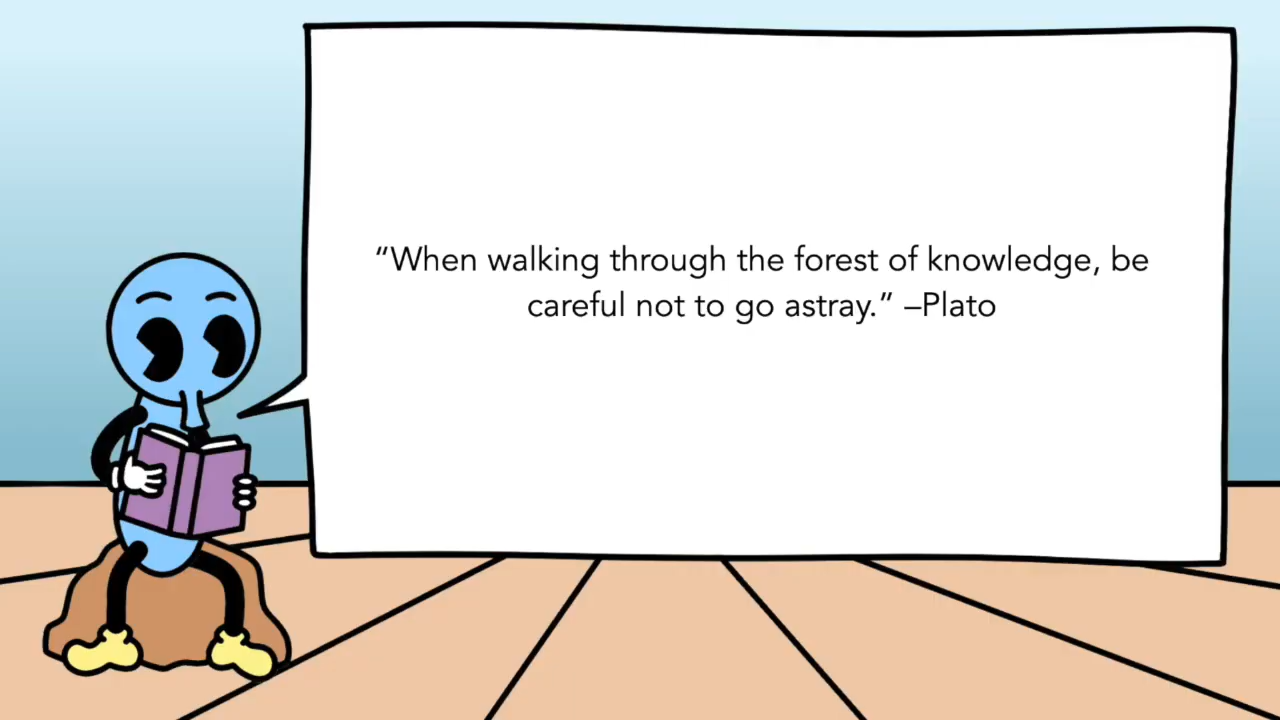 “When walking through the forest of knowledge, be
careful not to go astray.” –Plato